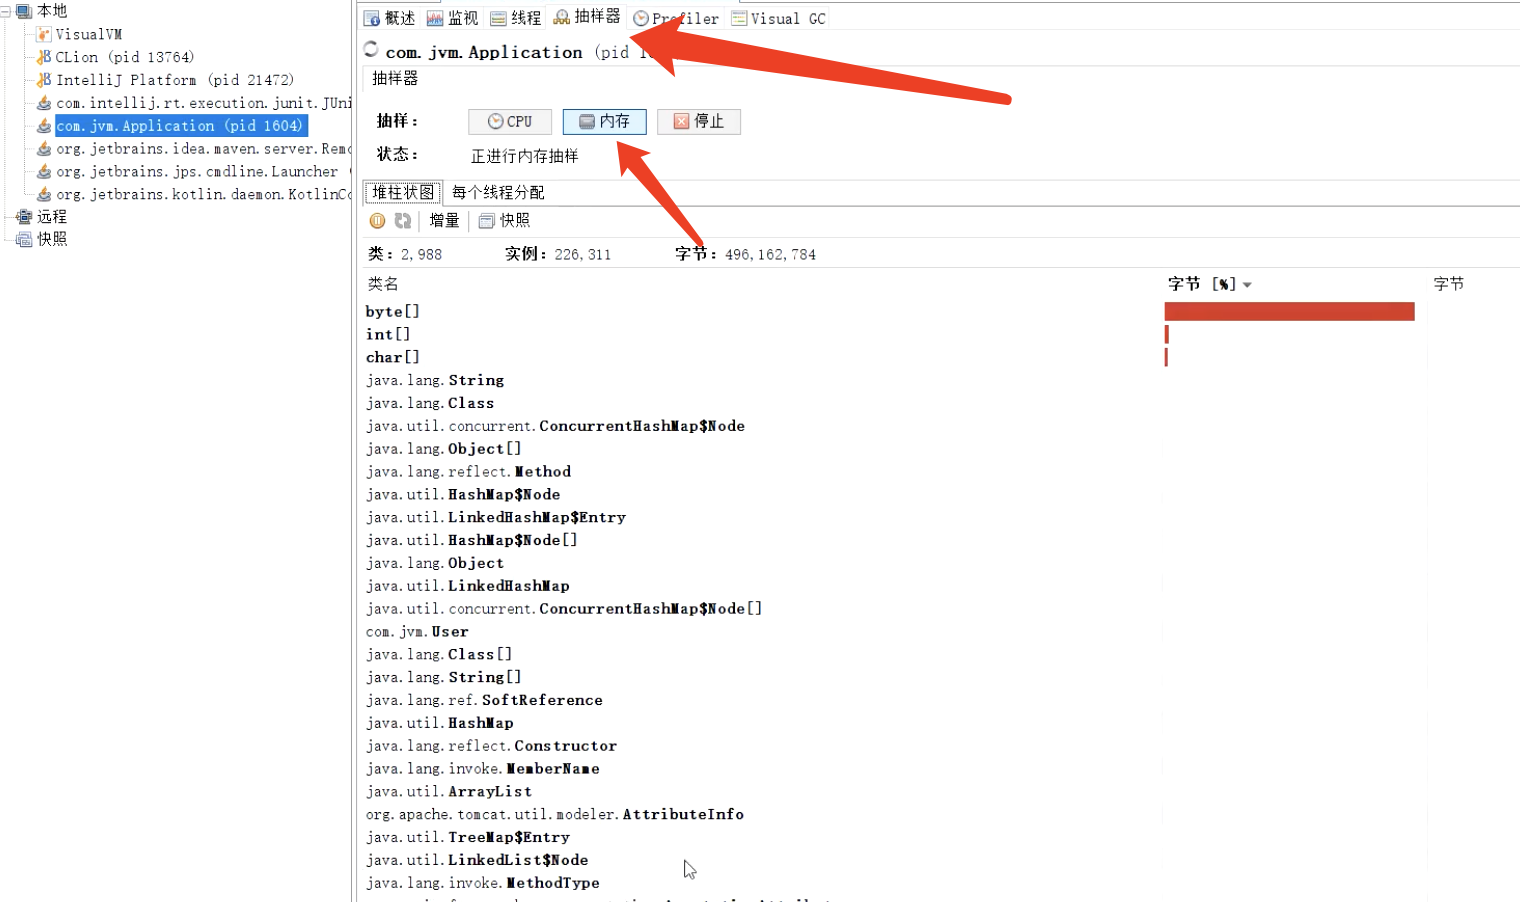 本地
VisualVM
CLion (pid 13764)
IntelliJ Platform (pid 21472)
com.intellij.rt.execution.junit.JUni
com.jvm.Application (pid 1604)
org.jetbrains.idea.maven.server.Remo
org.jetbrains.jps.cmdline.Launcher (
org.jetbrains.kotlin.daemon.KotlinCo
远程
快照
概述 监视 线程 抽样器 Profiler Visual GC
com.jvm.Application (pid
抽样器
抽样： CPU 内存 停止
状态： 正进行内存抽样
堆柱状图 每个线程分配
增量 快照
类： 2,988 实例： 226,311 字节： 496,162,784
类名 字节 [%] 字节
byte[]
int[]
char[]
java.lang.String
java.lang.Class
java.util.concurrent.ConcurrentHashMap$Node
java.lang.Object[]
java.lang.reflect.Method
java.util.HashMap$Node
java.util.LinkedHashMap$Entry
java.util.HashMap$Node[]
java.lang.Object
java.util.LinkedHashMap
java.util.concurrent.ConcurrentHashMap$Node[]
com.jvm.User
java.lang.Class[]
java.lang.String[]
java.lang.ref.SoftReference
java.util.HashMap
java.lang.reflect.Constructor
java.lang.invoke.MemberName
java.util.ArrayList
org.apache.tomcat.util.modeler.AttributeInfo
java.util.TreeMap$Entry
java.util.LinkedList$Node
java.lang.invoke.MethodType